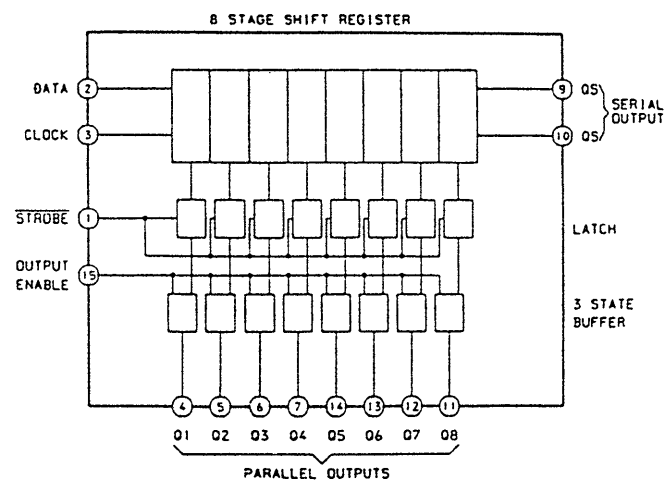 8 STAGE SHIFT REGISTER
DATA 2
CLOCK 3
9 QS
10 QS
SERIAL
OUTPUT
STROBE 1
LATCH
OUTPUT
ENABLE
15
3 STATE
BUFFER
4 5 6 7 14 13 12 11
Q1 Q2 Q3 Q4 Q5 Q6 Q7 Q8
PARALLEL OUTPUTS